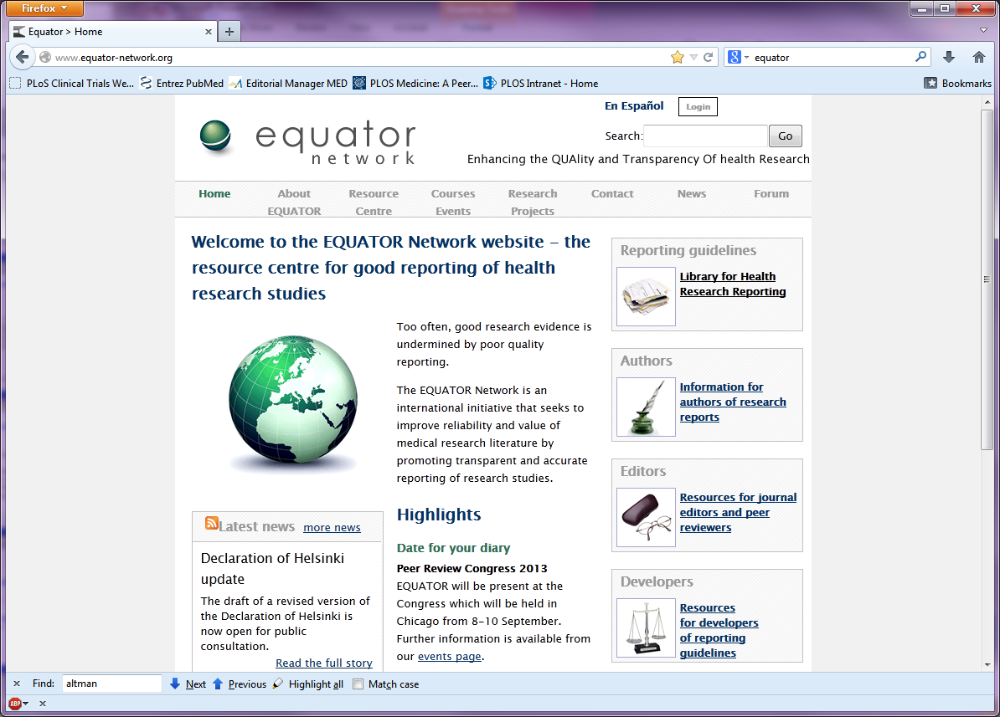 Firefox
Equator > Home
www.equator-network.org
equator
PLoS Clinical Trials We...
Entrez PubMed
Editorial Manager MED
PLOS Medicine: A Peer...
PLOS Intranet - Home
Bookmarks
En Español
Login
equator
network
Search:
Go
Enhancing the QUAlity and Transparency Of health Research
Home
About
EQUATOR
Resource
Centre
Courses
Events
Research
Projects
Contact
News
Forum
Welcome to the EQUATOR Network website – the
resource centre for good reporting of health
research studies
Too often, good research evidence is
undermined by poor quality
reporting.
The EQUATOR Network is an
international initiative that seeks to
improve reliability and value of
medical research literature by
promoting transparent and accurate
reporting of research studies.
Latest news
more news
Declaration of Helsinki
update
The draft of a revised version of
the Declaration of Helsinki is
now open for public
consultation.
Read the full story
Highlights
Date for your diary
Peer Review Congress 2013
EQUATOR will be present at the
Congress which will be held in
Chicago from 8–10 September.
Further information is available from
our events page.
Reporting guidelines
Library for Health
Research Reporting
Authors
Information for
authors of research
reports
Editors
Resources for journal
editors and peer
reviewers
Developers
Resources
for developers
of reporting
guidelines
Find:
altman
Next
Previous
Highlight all
Match case
ABP